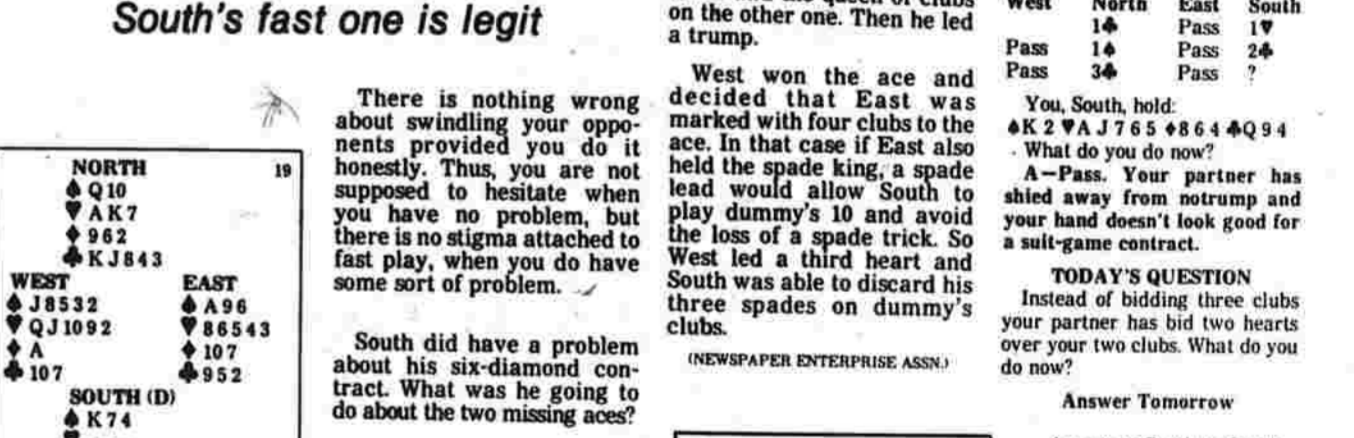 South's fast one is legit
NORTH 19
♠ Q 10
♥ A K 7
♦ 9 6 2
♣ K J 8 4 3
WEST EAST
♠ J 8 5 3 2 ♠ A 9 6
♥ Q J 10 9 2 ♥ 8 6 5 4 3
♦ A ♦ 10 7
♣ 10 7 ♣ 9 5 2
SOUTH (D)
♠ K 7 4
There is nothing wrong
about swindling your oppo-
nents provided you do it
honestly. Thus, you are not
supposed to hesitate when
you have no problem, but
there is no stigma attached to
fast play, when you do have
some sort of problem.
South did have a problem
about his six-diamond con-
tract. What was he going to
do about the two missing aces?
queen of clubs
on the other one. Then he led
a trump.
West won the ace and
decided that East was
marked with four clubs to the
ace. In that case if East also
held the spade king, a spade
lead would allow South to
play dummy's 10 and avoid
the loss of a spade trick. So
West led a third heart and
South was able to discard his
three spades on dummy's
clubs.
(NEWSPAPER ENTERPRISE ASSN.)
West North East South
1♣ Pass 1♥
Pass 1♠ Pass 2♣
Pass 3♣ Pass ?
You, South, hold:
♠K 2 ♥A J 7 6 5 ♦8 6 4 ♣Q 9 4
What do you do now?
A—Pass. Your partner has
shied away from notrump and
your hand doesn't look good for
a suit-game contract.
TODAY'S QUESTION
Instead of bidding three clubs
your partner has bid two hearts
over your two clubs. What do you
do now?
Answer Tomorrow